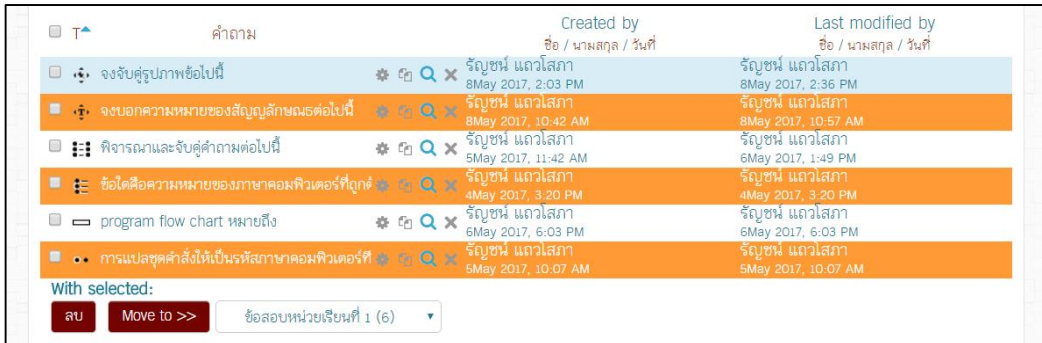 T คำถาม Created by Last modified by
ชื่อ / นามสกุล / วันที่ ชื่อ / นามสกุล / วันที่
จงจับคู่รูปภาพข้อไปนี้ รัญชน์ แถวโสภา รัญชน์ แถวโสภา
8May 2017, 2:03 PM 8May 2017, 2:36 PM
จงบอกความหมายของสัญญลักษณธต่อไปนี้ รัญชน์ แถวโสภา รัญชน์ แถวโสภา
8May 2017, 10:42 AM 8May 2017, 10:57 AM
พิจารณาและจับคู่คำถามต่อไปนี้ รัญชน์ แถวโสภา รัญชน์ แถวโสภา
5May 2017, 11:42 AM 6May 2017, 1:49 PM
ข้อใดคือความหมายของภาษาคอมพิวเตอร์ที่ถูกต้ รัญชน์ แถวโสภา รัญชน์ แถวโสภา
4May 2017, 3:20 PM 4May 2017, 3:20 PM
program flow chart หมายถึง รัญชน์ แถวโสภา รัญชน์ แถวโสภา
6May 2017, 6:03 PM 6May 2017, 6:03 PM
การแปลชุดคำสั่งให้เป็นรหัสภาษาคอมพิวเตอร์ที่ รัญชน์ แถวโสภา รัญชน์ แถวโสภา
5May 2017, 10:07 AM 5May 2017, 10:07 AM
With selected:
ลบ Move to >> ข้อสอบหน่วยเรียนที่ 1 (6)